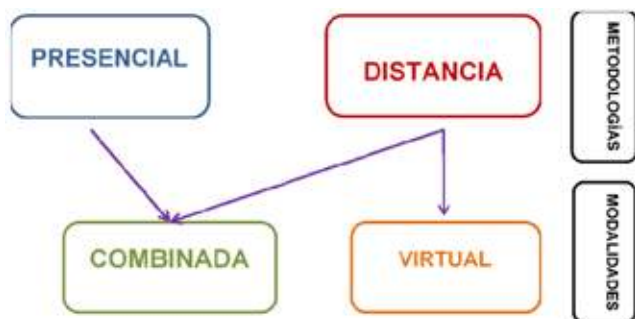 PRESENCIAL
DISTANCIA
METODOLOGÍAS
COMBINADA
VIRTUAL
MODALIDADES